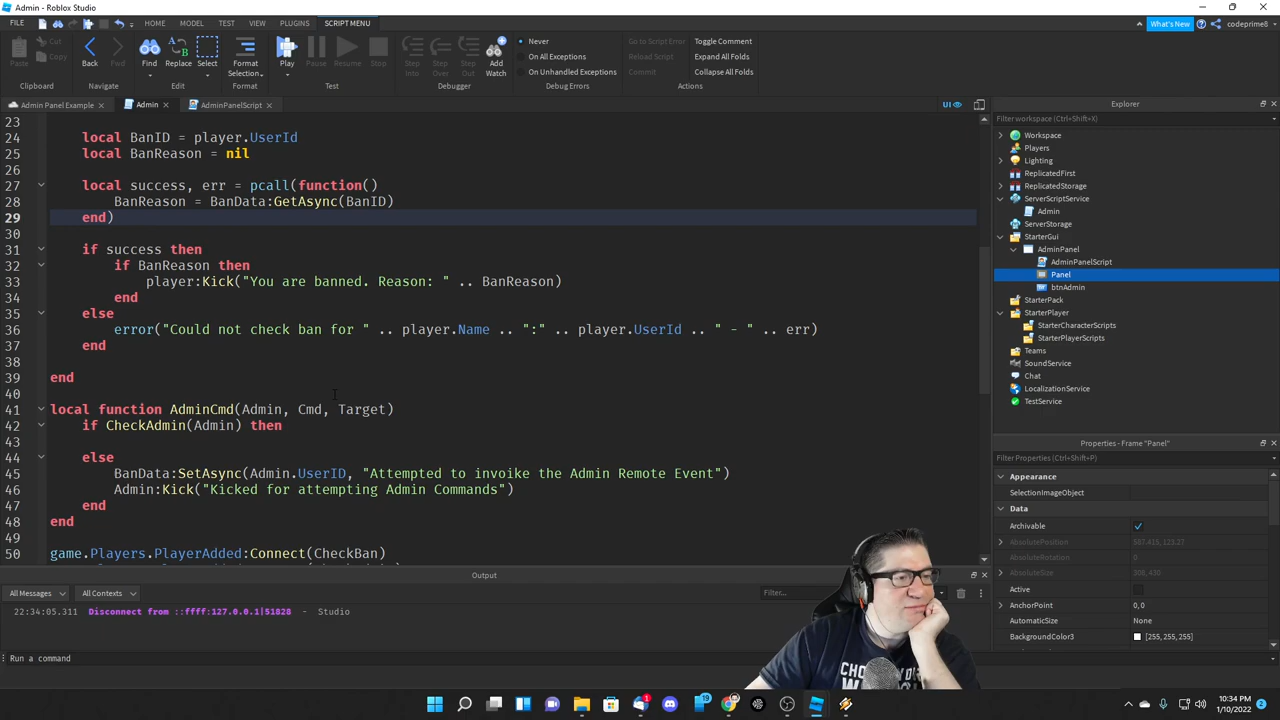 Admin - Roblox Studio
FILE HOME MODEL AVATAR TEST VIEW PLUGINS SCRIPT MENU What's New codeprime8
Paste Cut Copy Back Fwd Find Replace Select Format Selection... Play Pause Resume Stop Step Into Step Over Step Out Add Watch
Never
On All Exceptions
On Unhandled Exceptions
Go to Script Error
Reload Script
Commit
Toggle Comment
Expand All Folds
Collapse All Folds
Clipboard Navigate Edit Format Test Debugger Debug Errors Actions
Admin Panel Example Admin AdminPanelScript UI
23
24 local BanID = player.UserId
25 local BanReason = nil
26
27 local success, err = pcall(function()
28 BanReason = BanData:GetAsync(BanID)
29 end)
30
31 if success then
32 if BanReason then
33 player:Kick("You are banned. Reason: " .. BanReason)
34 end
35 else
36 error("Could not check ban for " .. player.Name .. ":" .. player.UserId .. " - " .. err)
37 end
38
39 end
40
41 local function AdminCmd(Admin, Cmd, Target)
42 if CheckAdmin(Admin) then
43
44 else
45 BanData:SetAsync(Admin.UserID, "Attempted to invoike the Admin Remote Event")
46 Admin:Kick("Kicked for attempting Admin Commands")
47 end
48 end
49
50 game.Players.PlayerAdded:Connect(CheckBan)
Explorer
Filter workspace (Ctrl+Shift+X)
Workspace
Players
Lighting
ReplicatedFirst
ReplicatedStorage
ServerScriptService
Admin
ServerStorage
StarterGui
AdminPanel
AdminPanelScript
Panel
btnAdmin
StarterPack
StarterPlayer
StarterCharacterScripts
StarterPlayerScripts
Teams
SoundService
Chat
LocalizationService
TestService
Properties - Frame "Panel"
Filter Properties (Ctrl+Shift+P)
Appearance
SelectionImageObject
Data
Archivable
AbsolutePosition 587.415, 123.27
AbsoluteRotation 0
AbsoluteSize 308, 430
Active
AnchorPoint 0,0
AutomaticSize None
BackgroundColor3 [255, 255, 255]
Output
All Messages All Contexts Filter...
22:34:05.311 Disconnect from ::ffff:127.0.0.1|51828 - Studio
Run a command
10:34 PM
1/10/2022